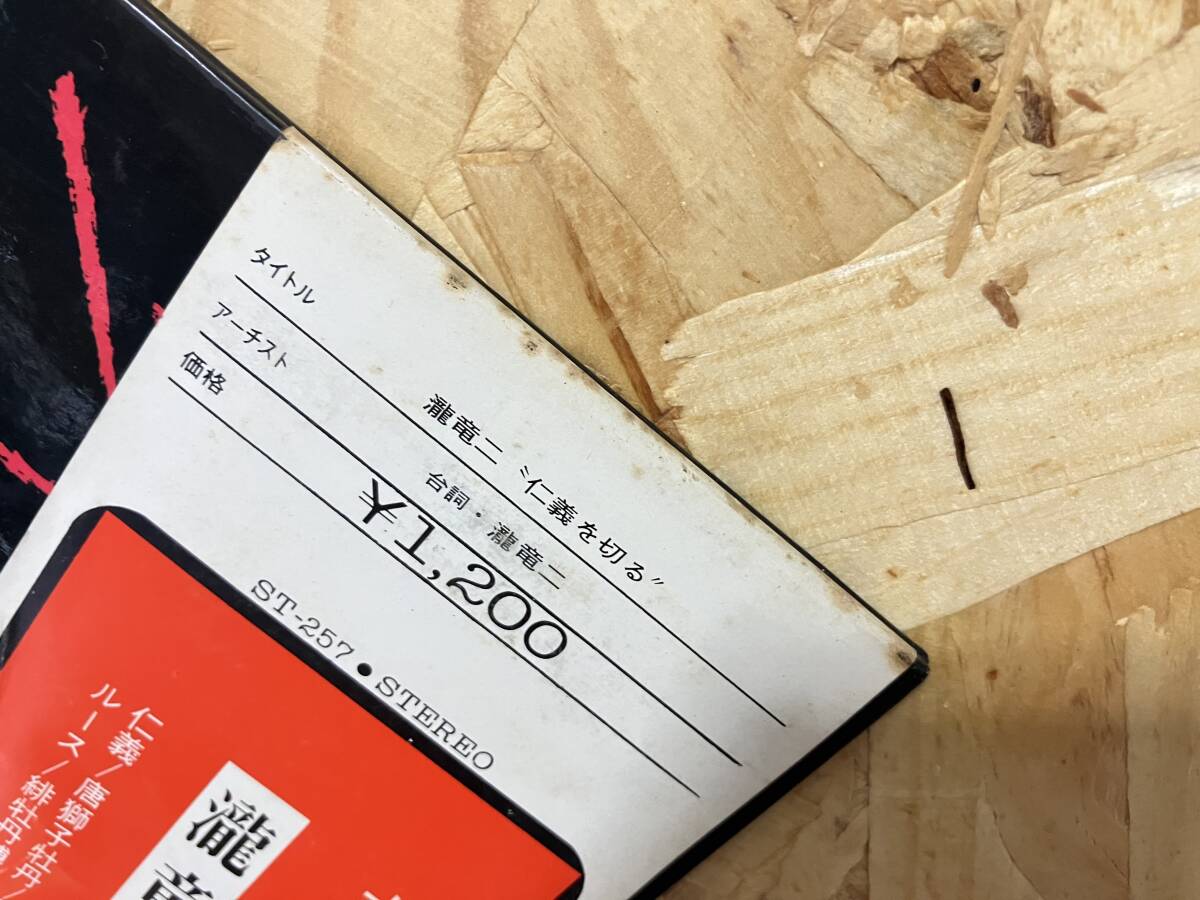 タイトル 瀧竜二 〝仁義を切る〟
アーチスト 台詞・瀧竜二
価格
1,200
ST-257●STEREO
仁義/唐獅子牡丹/
ルース/緋牡丹博
瀧竜